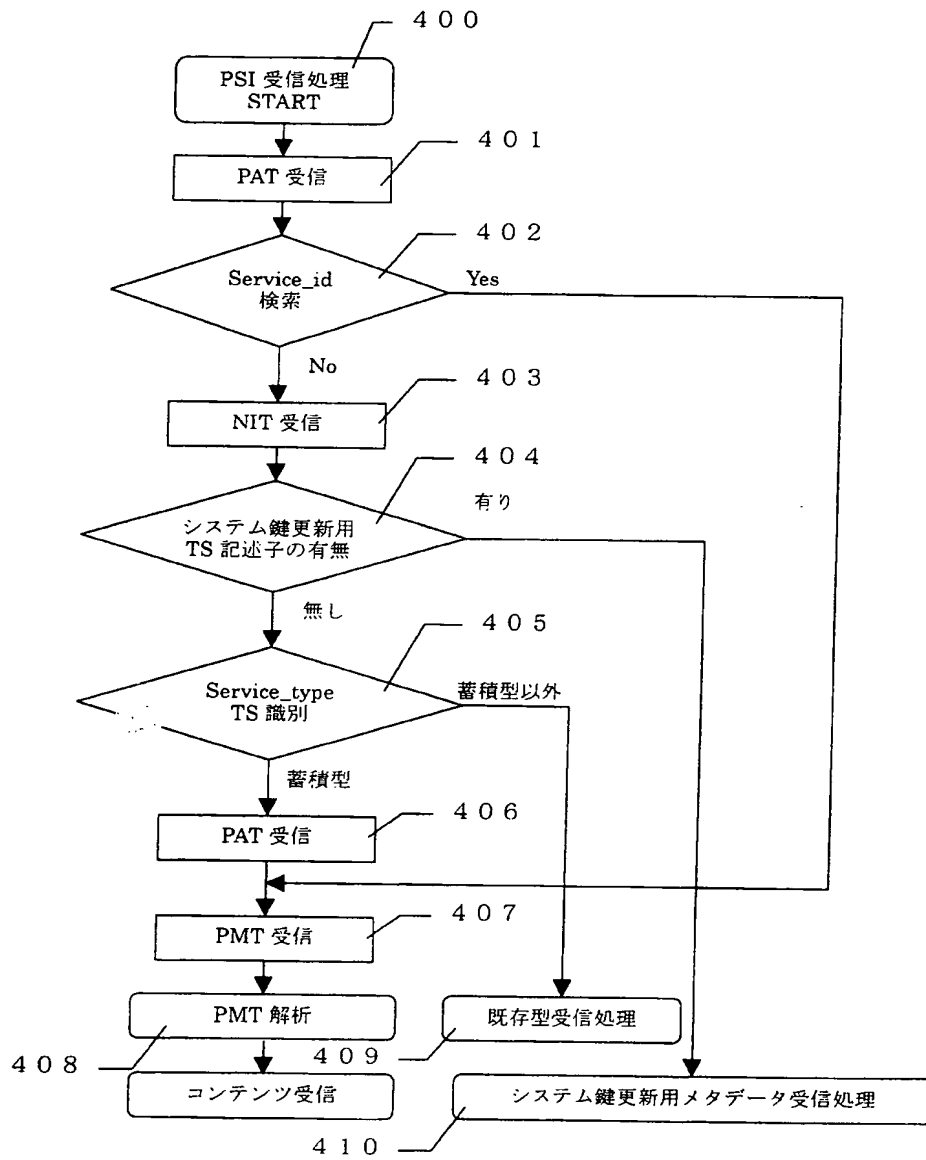 ４００
PSI 受信処理
START
４０１
PAT 受信
４０２
Service_id
検索
Yes
No
４０３
NIT 受信
４０４
有り
システム鍵更新用
TS 記述子の有無
無し
４０５
Service_type
TS 識別
蓄積型以外
蓄積型
４０６
PAT 受信
４０７
PMT 受信
PMT 解析
既存型受信処理
４０８
４０９
コンテンツ受信
システム鍵更新用メタデータ受信処理
４１０